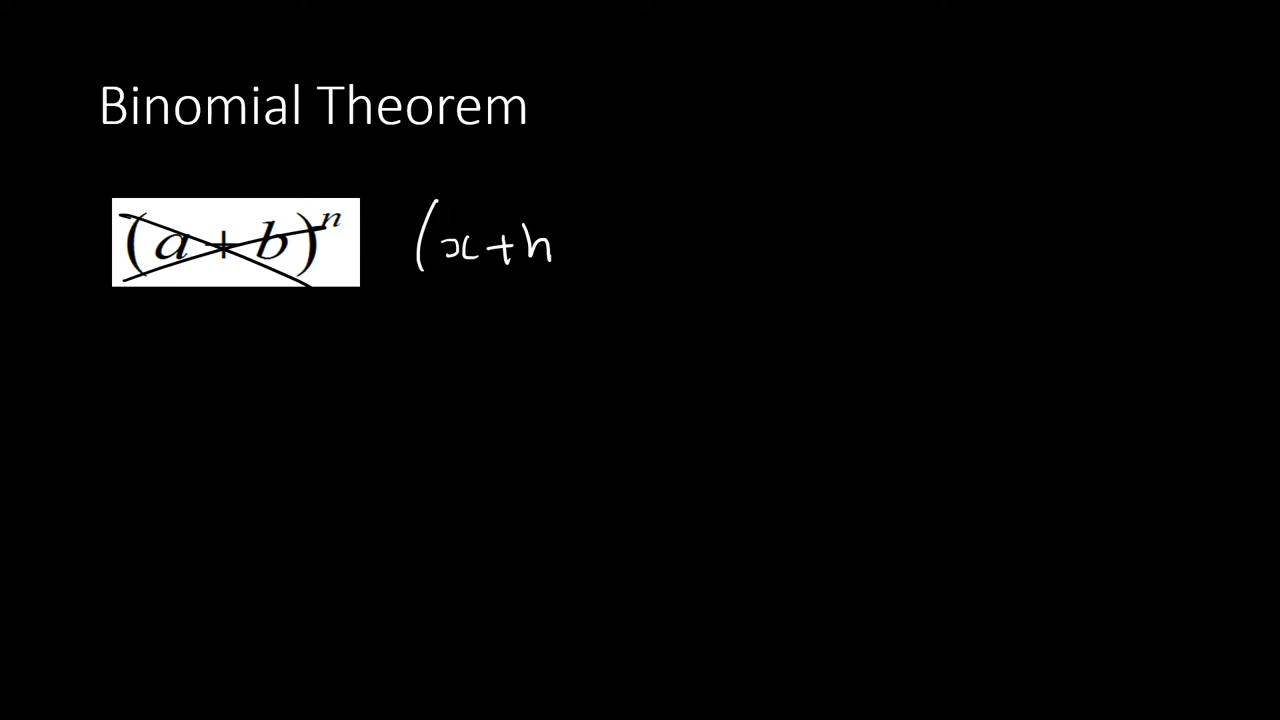 Binomial Theorem
(a + b)ⁿ (x+h